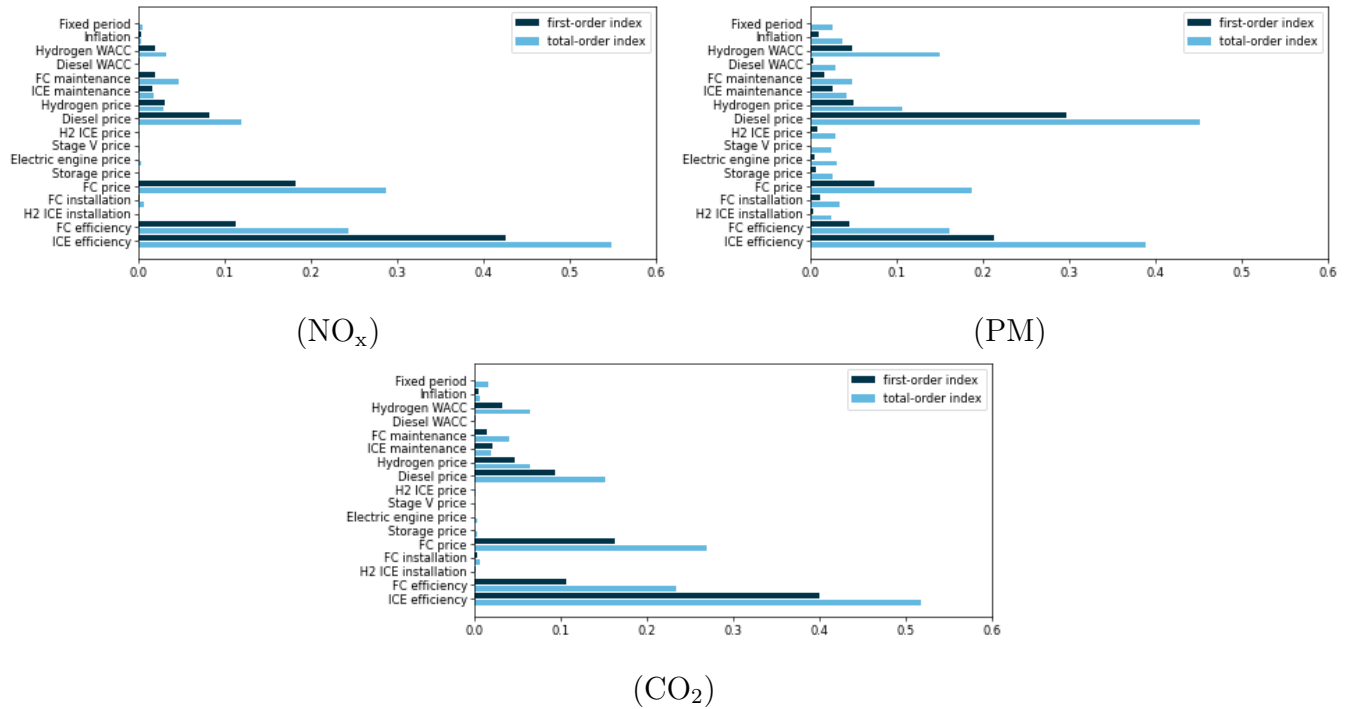 first-order index
total-order index
Fixed period
Inflation
Hydrogen WACC
Diesel WACC
FC maintenance
ICE maintenance
Hydrogen price
Diesel price
H2 ICE price
Stage V price
Electric engine price
Storage price
FC price
FC installation
H2 ICE installation
FC efficiency
ICE efficiency
0.0 0.1 0.2 0.3 0.4 0.5 0.6
(NOₓ)
first-order index
total-order index
Fixed period
Inflation
Hydrogen WACC
Diesel WACC
FC maintenance
ICE maintenance
Hydrogen price
Diesel price
H2 ICE price
Stage V price
Electric engine price
Storage price
FC price
FC installation
H2 ICE installation
FC efficiency
ICE efficiency
0.0 0.1 0.2 0.3 0.4 0.5 0.6
(PM)
first-order index
total-order index
Fixed period
Inflation
Hydrogen WACC
Diesel WACC
FC maintenance
ICE maintenance
Hydrogen price
Diesel price
H2 ICE price
Stage V price
Electric engine price
Storage price
FC price
FC installation
H2 ICE installation
FC efficiency
ICE efficiency
0.0 0.1 0.2 0.3 0.4 0.5 0.6
(CO₂)